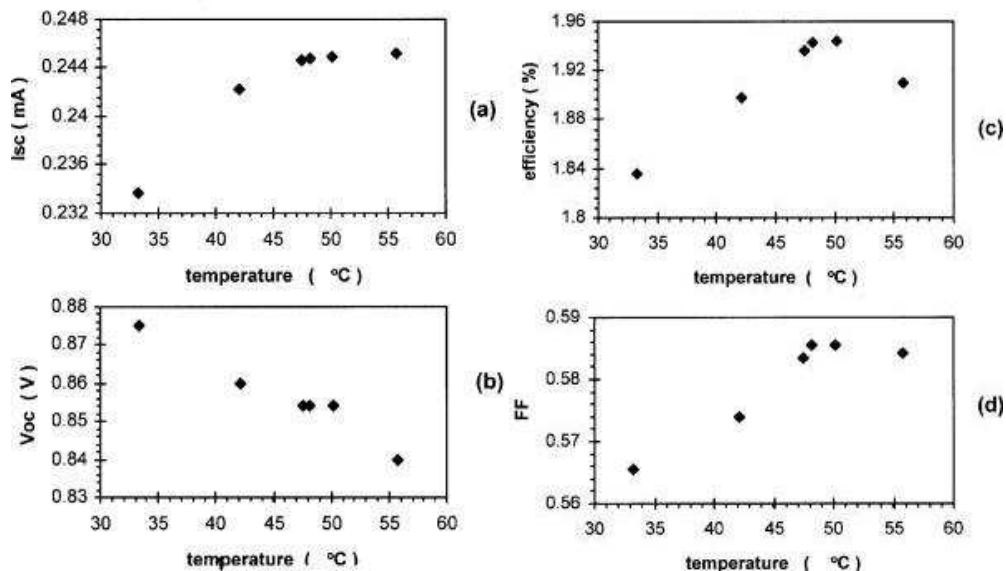 0.248
0.244
0.24
0.236
0.232
Isc ( mA )
30 35 40 45 50 55 60
temperature ( °C )
(a)
1.96
1.92
1.88
1.84
1.8
efficiency ( % )
30 35 40 45 50 55 60
temperature ( °C )
(c)
0.88
0.87
0.86
0.85
0.84
0.83
Voc ( V )
30 35 40 45 50 55 60
temperature ( °C )
(b)
0.59
0.58
0.57
0.56
FF
30 35 40 45 50 55 60
temperature ( °C )
(d)